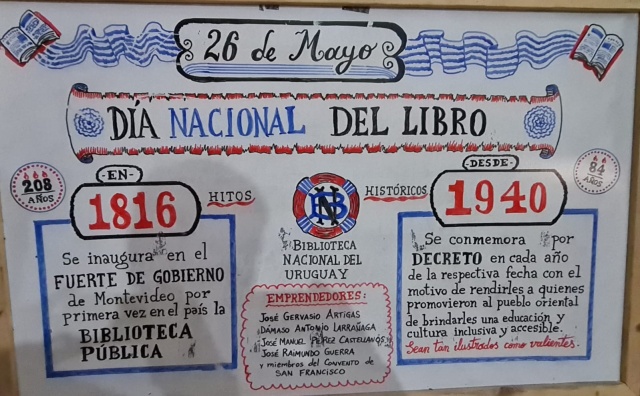 26 de Mayo
DÍA NACIONAL DEL LIBRO
208
AÑOS
-EN-
1816
HITOS
HISTÓRICOS
-DESDE-
1940
84
AÑOS
Se inaugura en el
FUERTE DE GOBIERNO
de Montevideo por
primera vez en el país la
BIBLIOTECA
PÚBLICA
BNU
BIBLIOTECA
NACIONAL DEL
URUGUAY
EMPRENDEDORES:
JOSÉ GERVASIO ARTIGAS
DÁMASO ANTONIO LARRAÑAGA
JOSÉ MANUEL PÉREZ CASTELLANOS
JOSÉ RAIMUNDO GUERRA
y miembros del CONVENTO de
SAN FRANCISCO
Se conmemora por
DECRETO en cada año
de la respectiva fecha con el
motivo de rendirles a quienes
promovieron al pueblo oriental
de brindarles una educación y
cultura inclusiva y accesible.
Sean tan ilustrados como valientes.